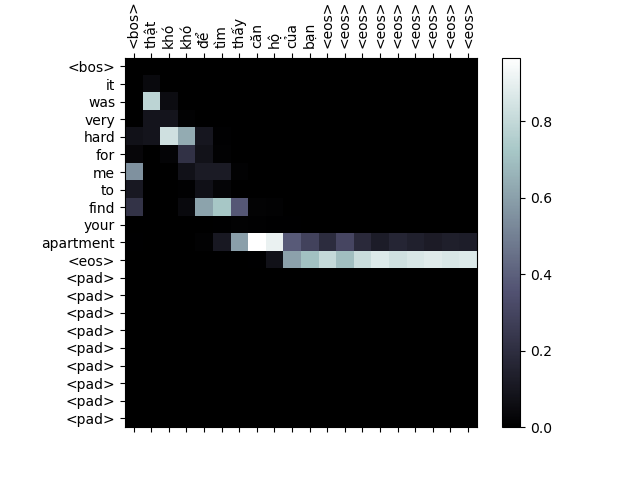 <bos> thật khó khó để tìm thấy căn hộ của bạn <eos> <eos> <eos> <eos> <eos> <eos> <eos> <eos> <eos>
<bos>
it
was
very
hard
for
me
to
find
your
apartment
<eos>
<pad>
<pad>
<pad>
<pad>
<pad>
<pad>
<pad>
<pad>
<pad>
0.8
0.6
0.4
0.2
0.0